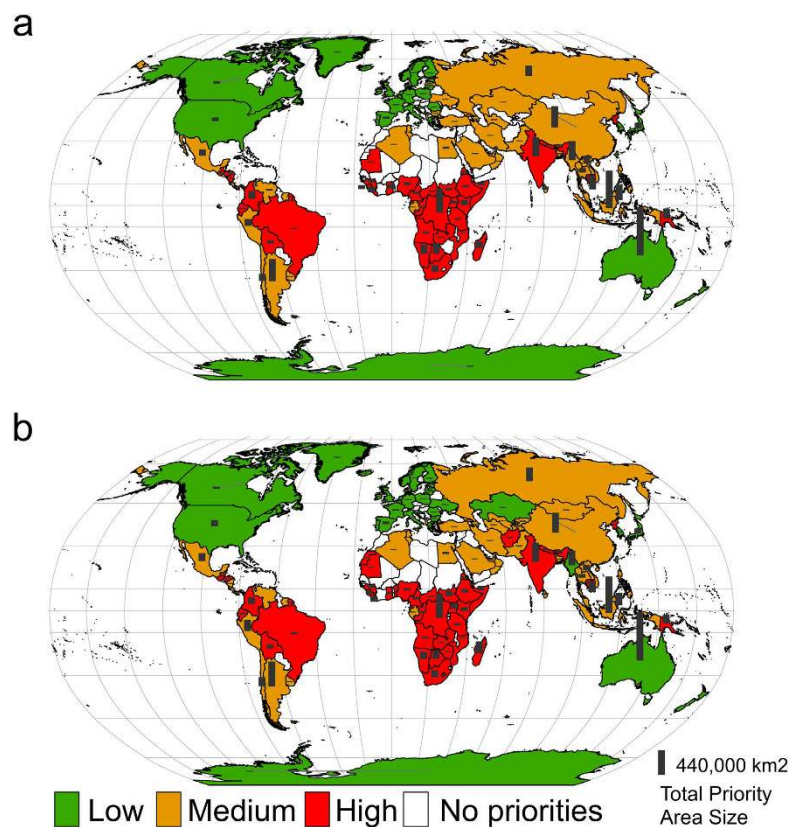 a
b
440,000 km2
Total Priority
Area Size
Low Medium High No priorities